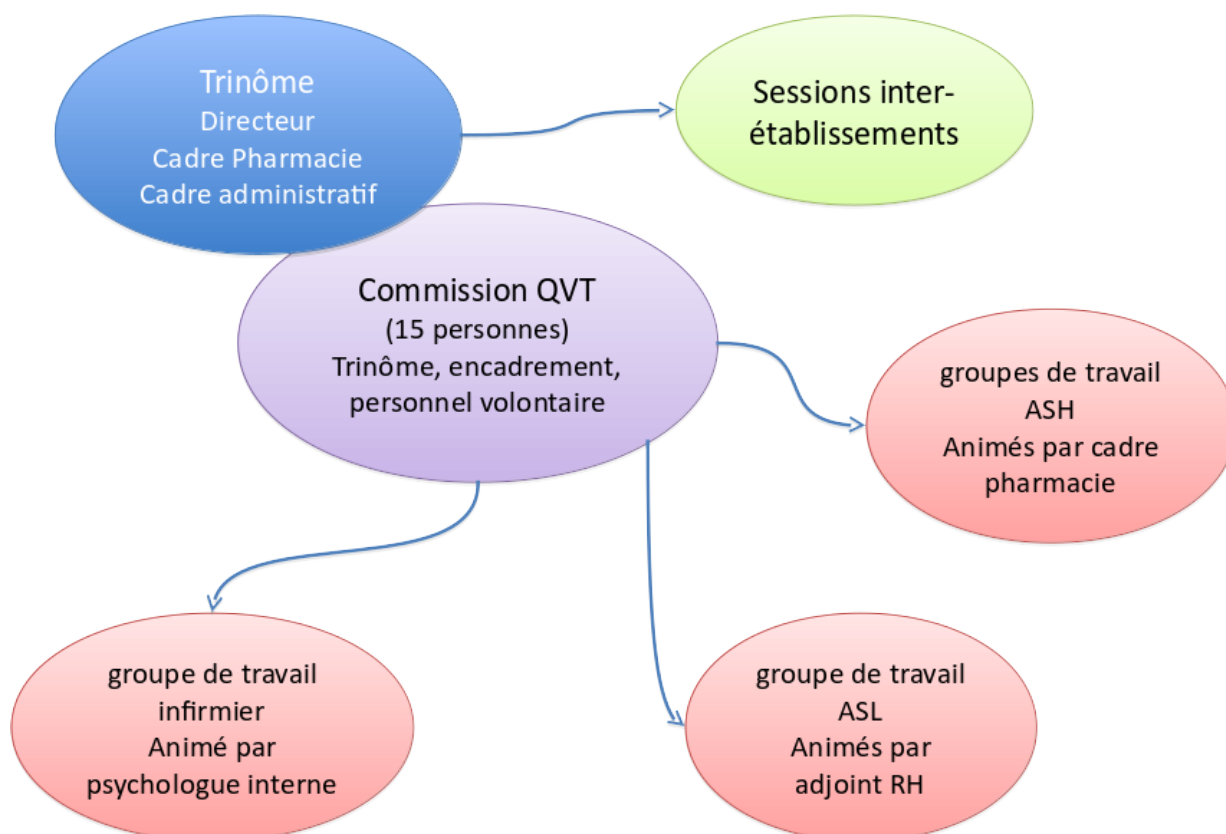 Trinôme
Directeur
Cadre Pharmacie
Cadre administratif
Sessions inter-
établissements
Commission QVT
(15 personnes)
Trinôme, encadrement,
personnel volontaire
groupes de travail
ASH
Animés par cadre
pharmacie
groupe de travail
infirmier
Animé par
psychologue interne
groupe de travail
ASL
Animés par
adjoint RH